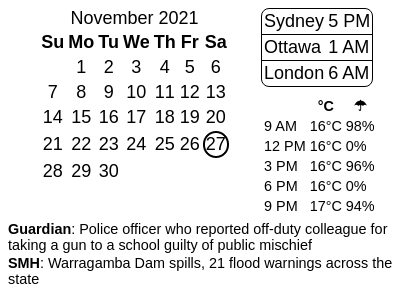 November 2021
Su Mo Tu We Th Fr Sa
1 2 3 4 5 6
7 8 9 10 11 12 13
14 15 16 17 18 19 20
21 22 23 24 25 26 27
28 29 30
Sydney 5 PM
Ottawa 1 AM
London 6 AM
°C ☂
9 AM 16°C 98%
12 PM 16°C 0%
3 PM 16°C 96%
6 PM 16°C 0%
9 PM 17°C 94%
Guardian: Police officer who reported off-duty colleague for
taking a gun to a school guilty of public mischief
SMH: Warragamba Dam spills, 21 flood warnings across the
state